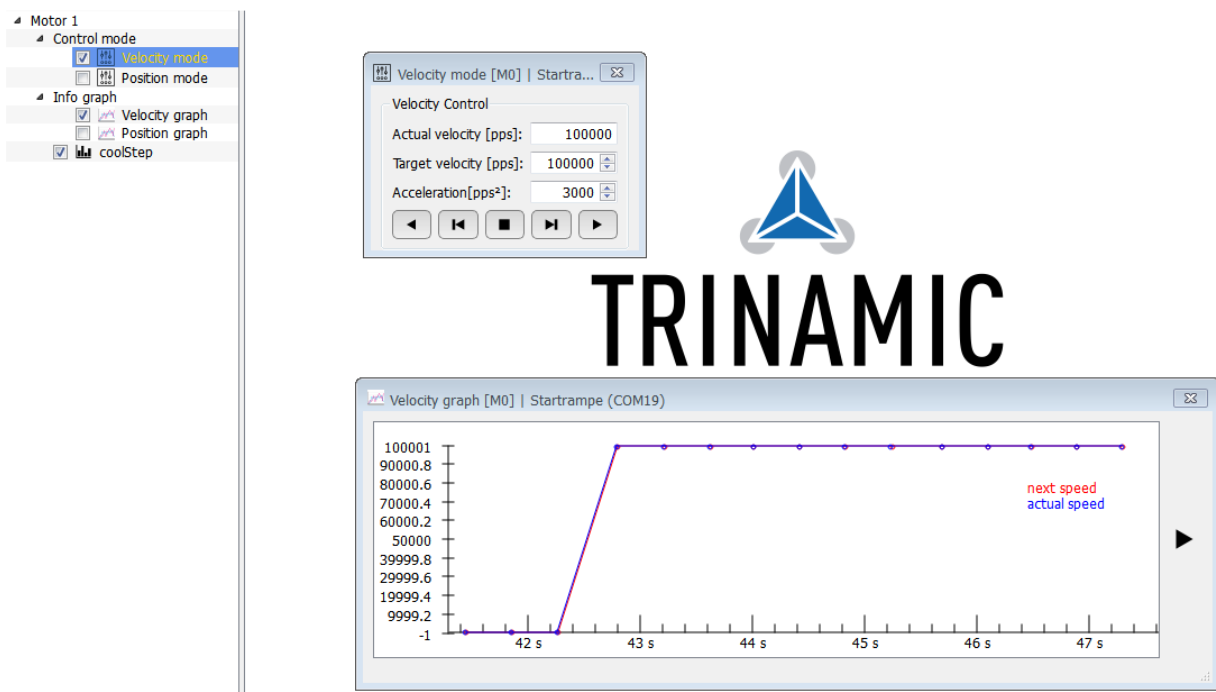 Motor 1
Control mode
Velocity mode
Position mode
Info graph
Velocity graph
Position graph
coolStep
Velocity mode [M0] | Startra...
Velocity Control
Actual velocity [pps]: 100000
Target velocity [pps]: 100000
Acceleration[pps²]: 3000
TRINAMIC
Velocity graph [M0] | Startrampe (COM19)
100001
90000.8
80000.6
70000.4
60000.2
50000
39999.8
29999.6
19999.4
9999.2
-1
next speed
actual speed
42 s 43 s 44 s 45 s 46 s 47 s